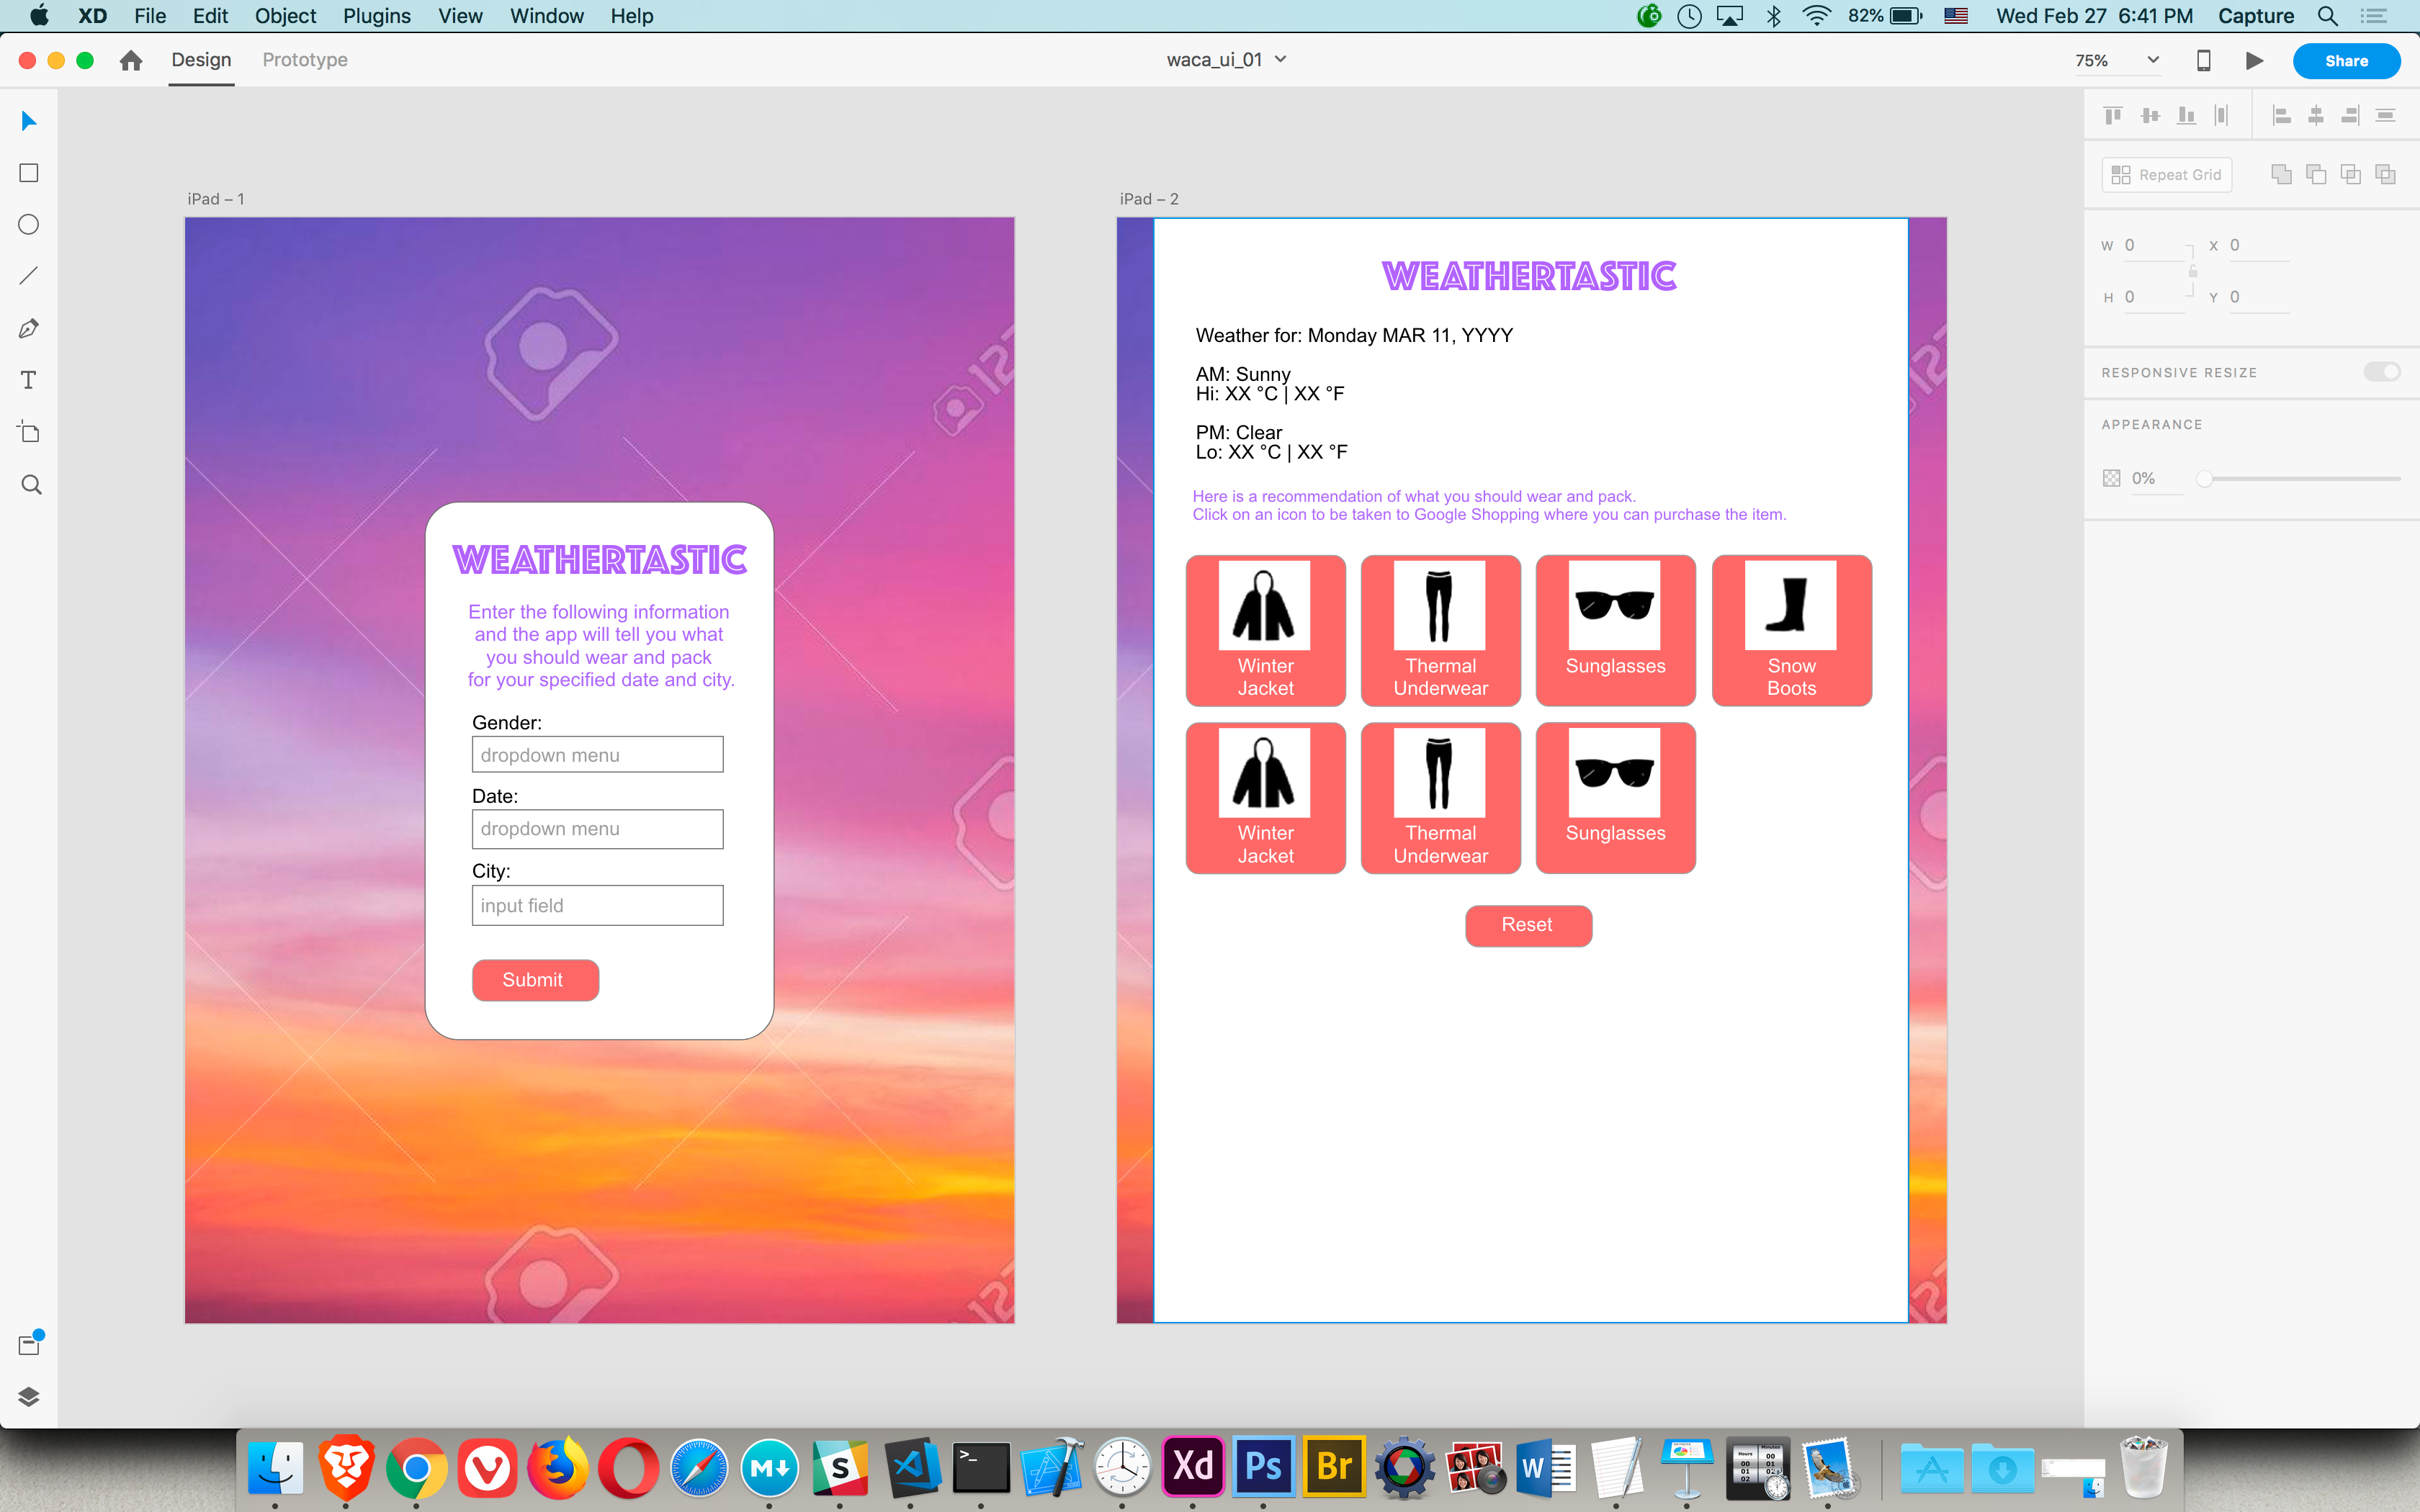 XD File Edit Object Plugins View Window Help 82% Wed Feb 27 6:41 PM Capture
Design Prototype waca_ui_01 75% Share
Repeat Grid
W 0 X 0
H 0 Y 0
RESPONSIVE RESIZE
APPEARANCE
0%
iPad – 1
WEATHERTASTIC
Enter the following information
and the app will tell you what
you should wear and pack
for your specified date and city.
Gender:
dropdown menu
Date:
dropdown menu
City:
input field
Submit
iPad – 2
WEATHERTASTIC
Weather for: Monday MAR 11, YYYY
AM: Sunny
Hi: XX °C | XX °F
PM: Clear
Lo: XX °C | XX °F
Here is a recommendation of what you should wear and pack.
Click on an icon to be taken to Google Shopping where you can purchase the item.
Winter
Jacket
Thermal
Underwear
Sunglasses
Snow
Boots
Winter
Jacket
Thermal
Underwear
Sunglasses
Reset
Xd Ps Br